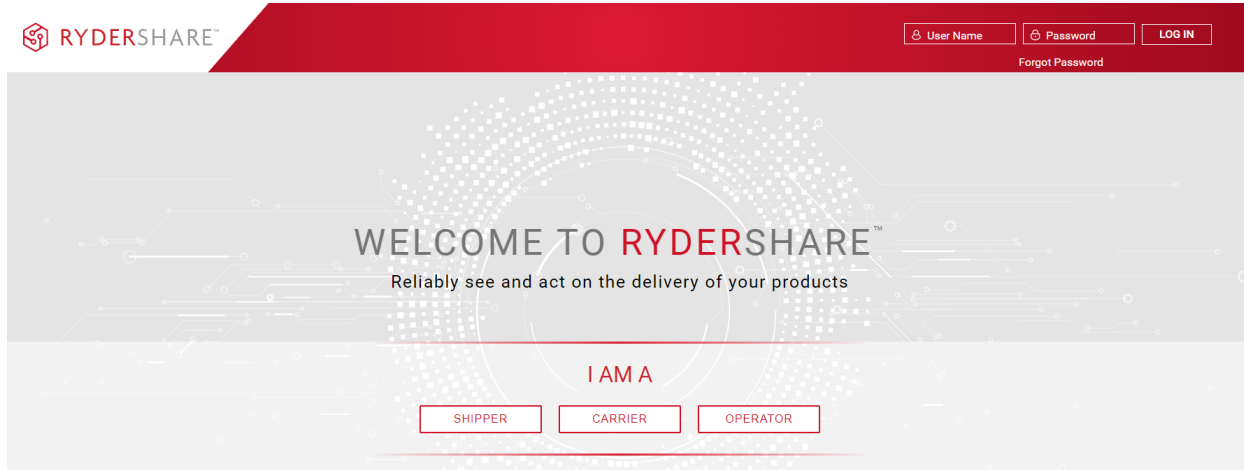 RYDERSHARE™
User Name
Password
LOG IN
Forgot Password
WELCOME TO RYDERSHARE™
Reliably see and act on the delivery of your products
I AM A
SHIPPER
CARRIER
OPERATOR